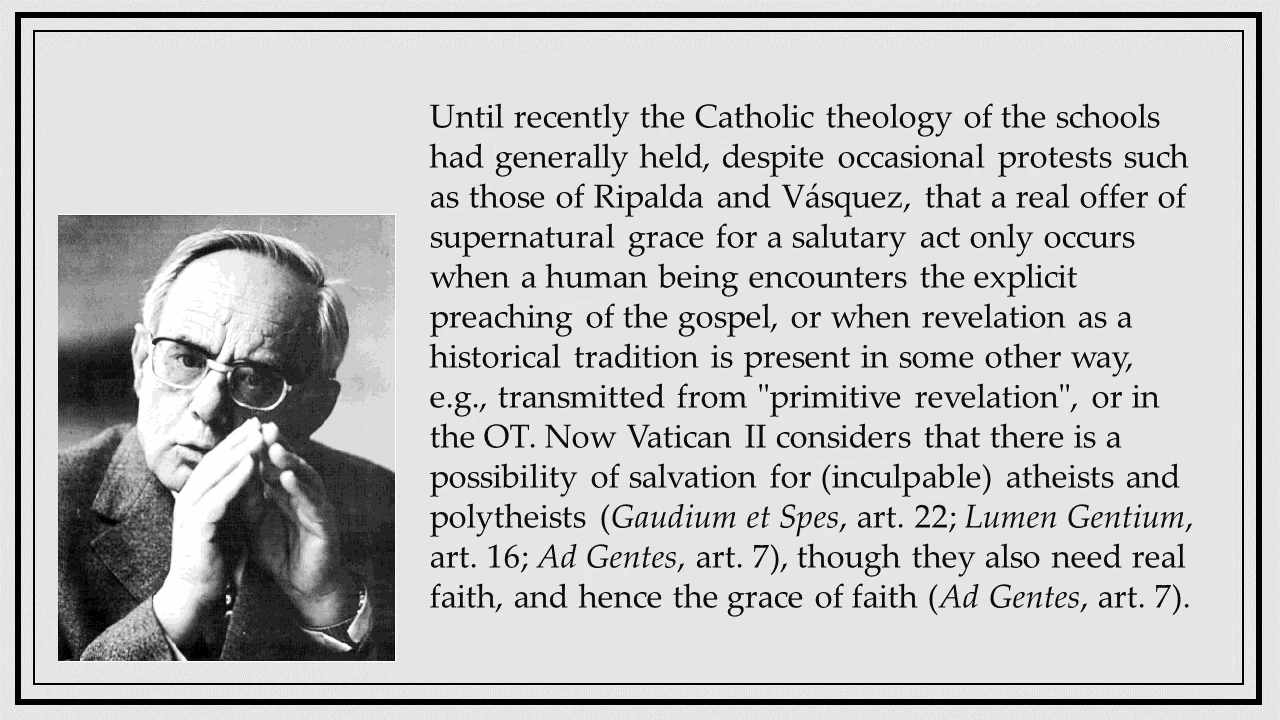 Until recently the Catholic theology of the schools
had generally held, despite occasional protests such
as those of Ripalda and Vásquez, that a real offer of
supernatural grace for a salutary act only occurs
when a human being encounters the explicit
preaching of the gospel, or when revelation as a
historical tradition is present in some other way,
e.g., transmitted from "primitive revelation", or in
the OT. Now Vatican II considers that there is a
possibility of salvation for (inculpable) atheists and
polytheists (Gaudium et Spes, art. 22; Lumen Gentium,
art. 16; Ad Gentes, art. 7), though they also need real
faith, and hence the grace of faith (Ad Gentes, art. 7).